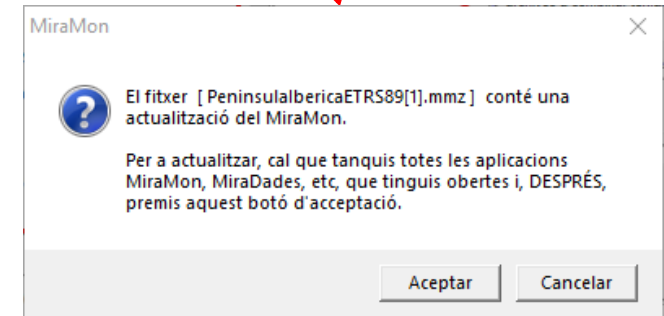 MiraMon
El fitxer [ PeninsulaIbericaETRS89[1].mmz ] conté una
actualització del MiraMon.
Per a actualitzar, cal que tanquis totes les aplicacions
MiraMon, MiraDades, etc, que tinguis obertes i, DESPRÉS,
premis aquest botó d'acceptació.
Aceptar
Cancelar